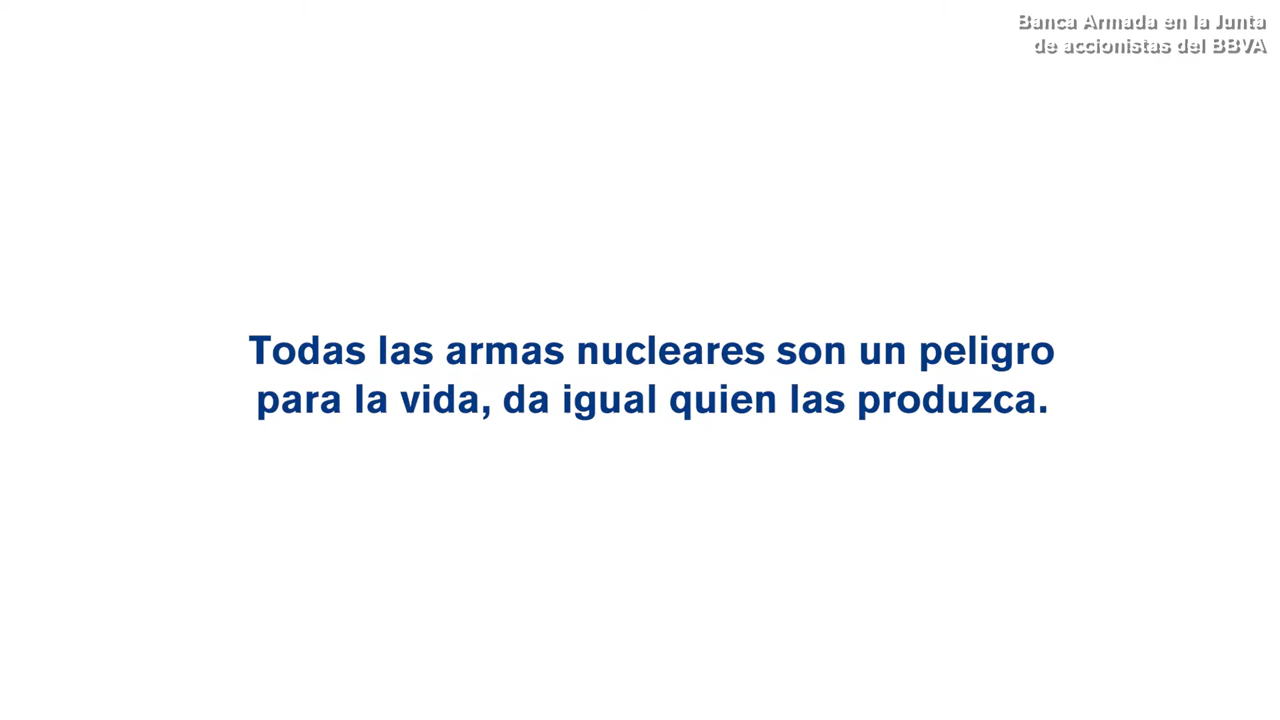 Banca Armada en la Junta
de accionistas del BBVA
Todas las armas nucleares son un peligro
para la vida, da igual quien las produzca.